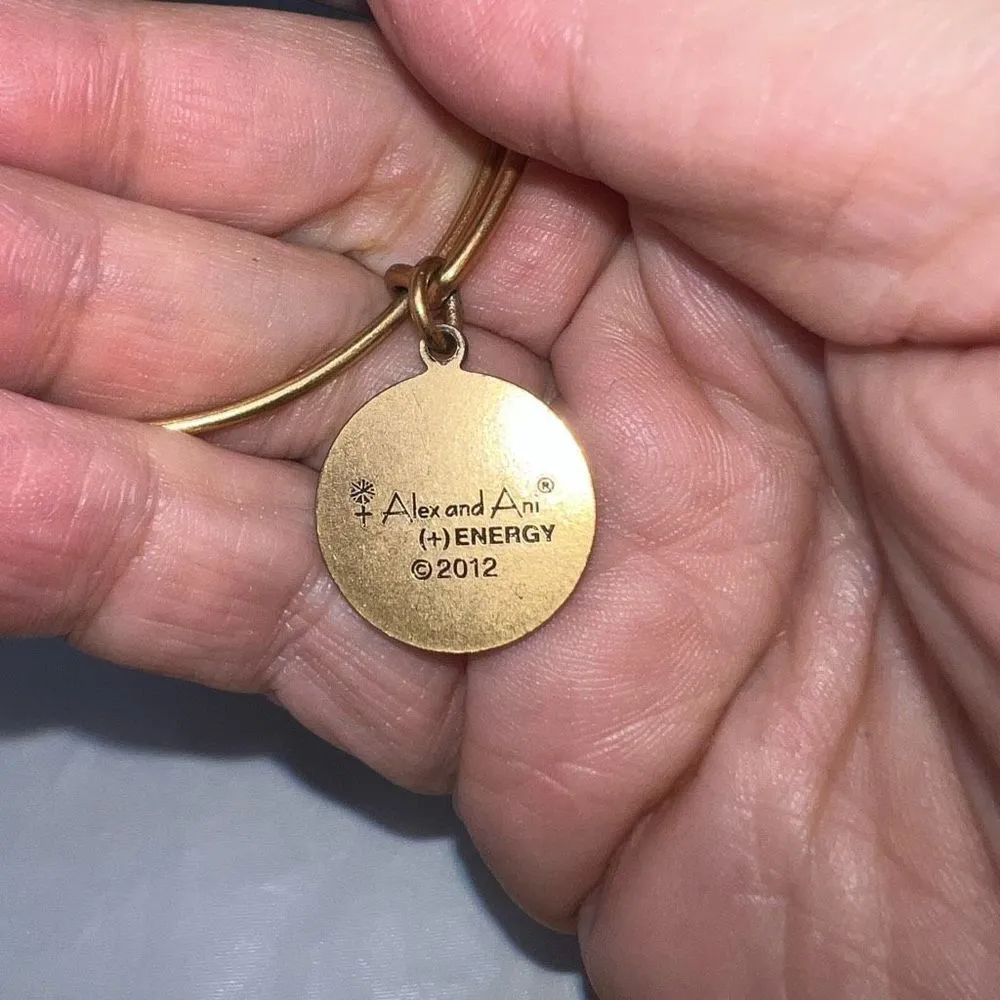 Alex and Ani®
(+) ENERGY
©2012